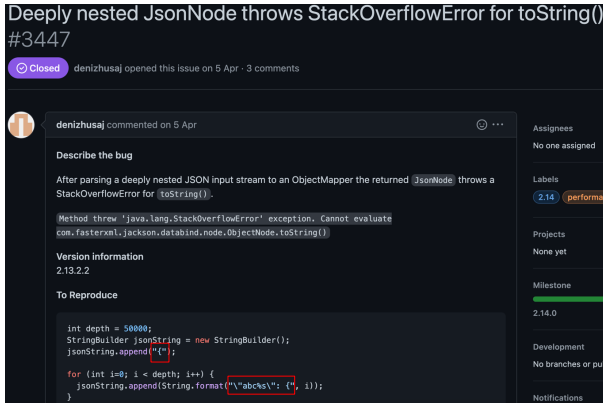 Deeply nested JsonNode throws StackOverflowError for toString()
#3447
Closed denizhusaj opened this issue on 5 Apr · 3 comments
denizhusaj commented on 5 Apr
Describe the bug
After parsing a deeply nested JSON input stream to an ObjectMapper the returned JsonNode throws a
StackOverflowError for toString().
Method threw 'java.lang.StackOverflowError' exception. Cannot evaluate
com.fasterxml.jackson.databind.node.ObjectNode.toString()
Version information
2.13.2.2
To Reproduce
int depth = 50000;
StringBuilder jsonString = new StringBuilder();
jsonString.append("{");
for (int i=0; i < depth; i++) {
jsonString.append(String.format("\"abc%s\": {", i));
}
Assignees
No one assigned
Labels
2.14 performa
Projects
None yet
Milestone
2.14.0
Development
No branches or pu
Notifications